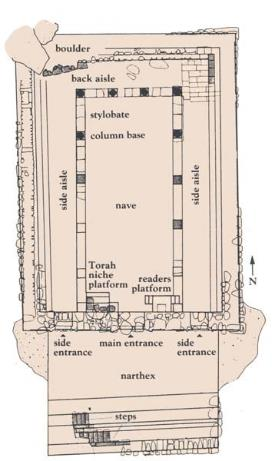 boulder
back aisle
stylobate
column base
side aisle
side aisle
nave
Torah
niche
platform
readers
platform
N
side
entrance
main entrance
side
entrance
narthex
steps